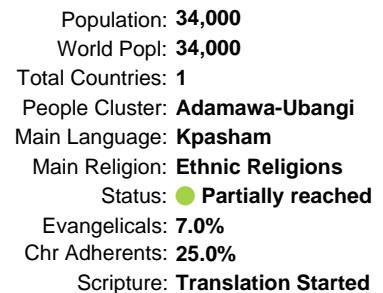 Population: 34,000
World Popl: 34,000
Total Countries: 1
People Cluster: Adamawa-Ubangi
Main Language: Kpasham
Main Religion: Ethnic Religions
Status: Partially reached
Evangelicals: 7.0%
Chr Adherents: 25.0%
Scripture: Translation Started